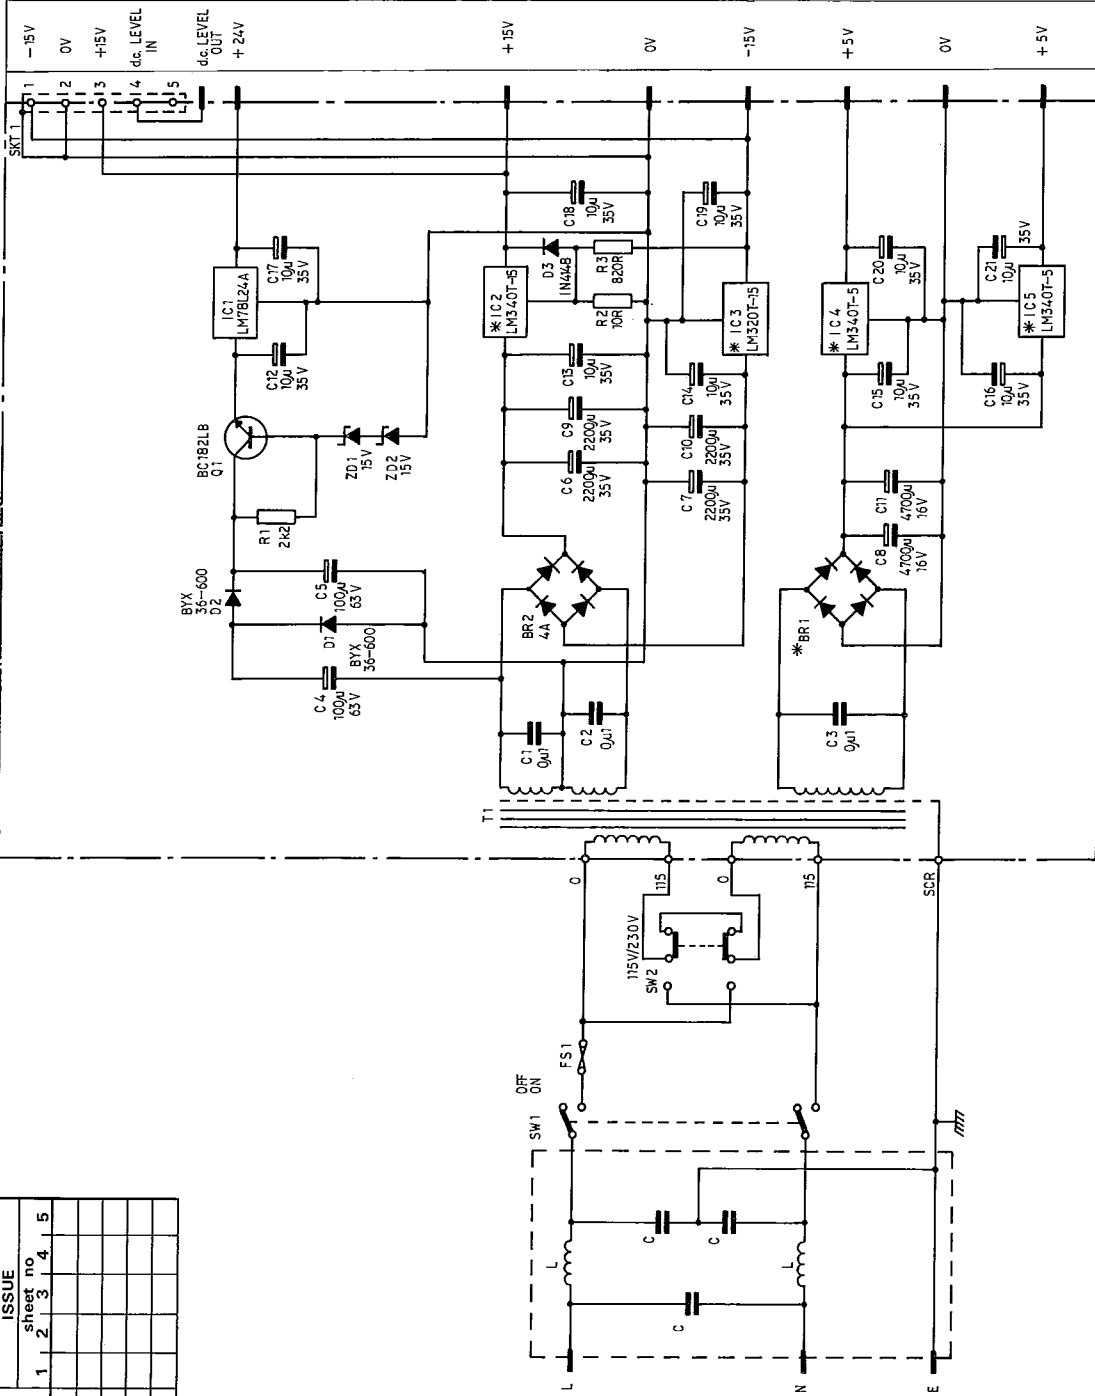 -15V
0V
+15V
d.c. LEVEL
IN
d.c. LEVEL
OUT
+24V
+15V
0V
-15V
+5V
0V
+5V
SKT 1
1
2
3
4
5
IC1
LM78L24A
C17
10µ
35V
C12
10µ
35V
BC182LB
Q1
ZD1
15V
ZD2
15V
R1
2k2
BYX
36-600
D2
C5
100µ
63V
D1
BYX
36-600
C4
100µ
63V
C18
10µ
35V
C19
10µ
35V
D3
IN4148
R3
820R
R2
10R
*IC2
LM340T-15
*IC3
LM320T-15
C13
10µ
35V
C14
10µ
35V
C9
2200µ
35V
C10
2200µ
35V
C6
2200µ
35V
C7
2200µ
35V
BR2
4A
C1
0µ1
C2
0µ1
C20
10µ
35V
C21
10µ
35V
*IC4
LM340T-5
*IC5
LM340T-5
C15
10µ
35V
C16
10µ
35V
C11
4700µ
16V
C8
4700µ
16V
*BR1
C3
0µ1
T1
0
115
0
115
SCR
115V/230V
SW2
FS1
OFF
ON
SW1
L
L
C
C
C
L
N
E
ISSUE
sheet no
1 2 3 4 5